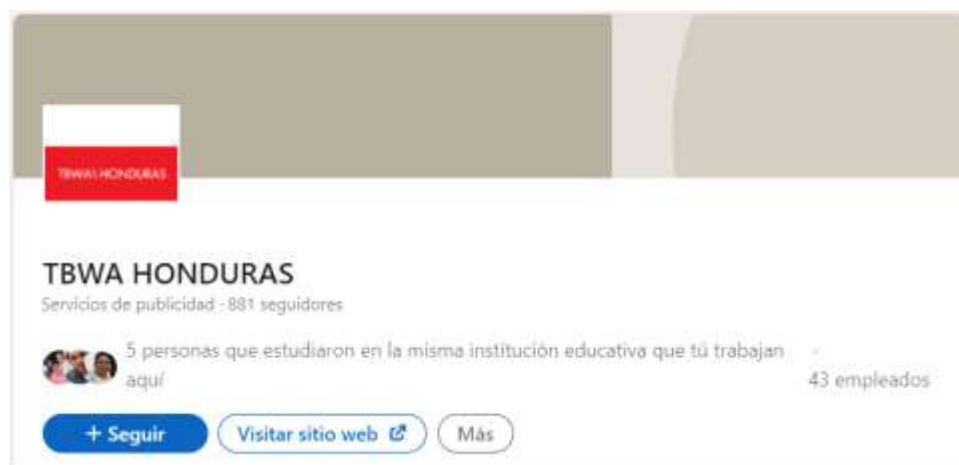 TBWA\ HONDURAS
TBWA HONDURAS
Servicios de publicidad · 881 seguidores
5 personas que estudiaron en la misma institución educativa que tú trabajan
aquí
·
43 empleados
+ Seguir
Visitar sitio web
Más